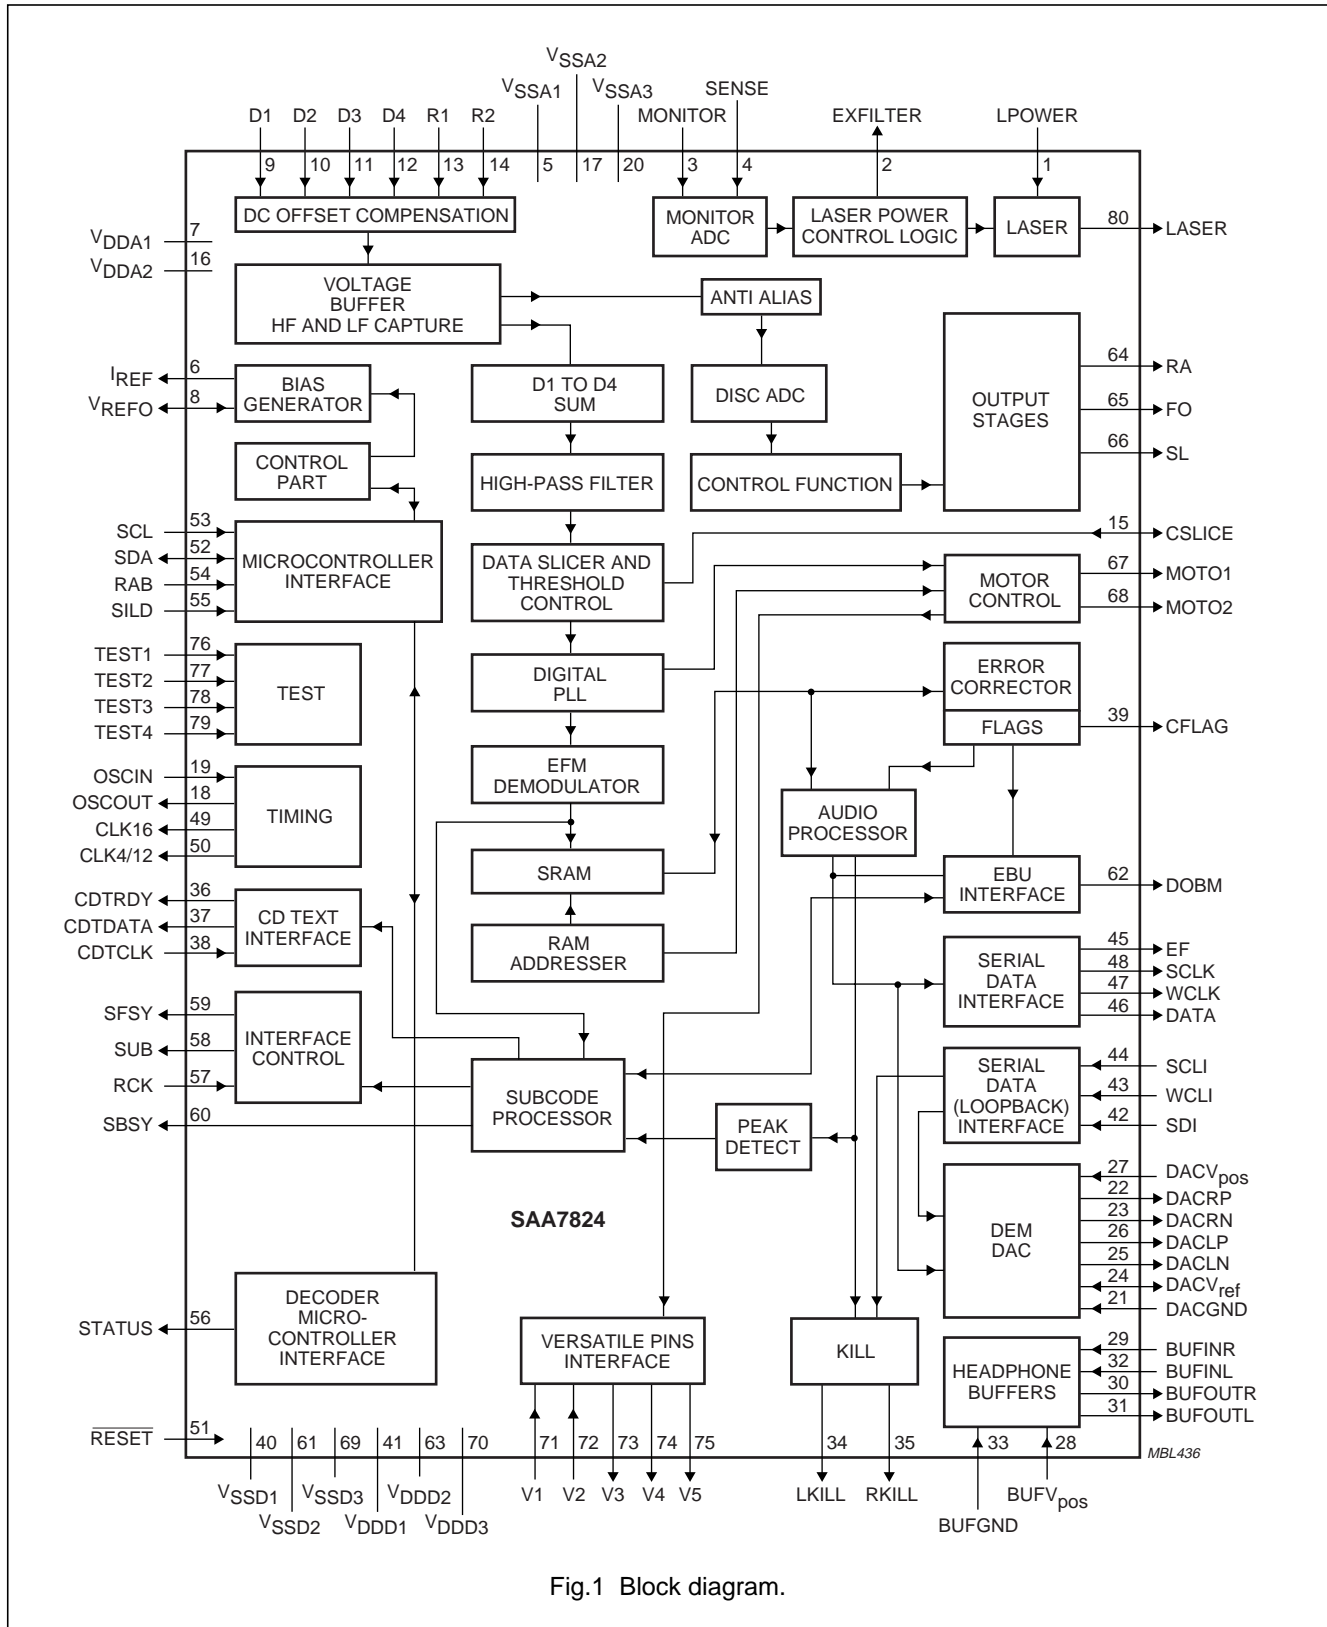 VSSA2
VSSA1
VSSA3
SENSE
D1 D2 D3 D4 R1 R2
MONITOR
EXFILTER
LPOWER
9 10 11 12 13 14 5 17 20 3 4 2 1
DC OFFSET COMPENSATION
MONITOR
ADC
LASER POWER
CONTROL LOGIC
LASER
80 LASER
VDDA1 7
VDDA2 16
VOLTAGE
BUFFER
HF AND LF CAPTURE
ANTI ALIAS
IREF 6
VREFO 8
BIAS
GENERATOR
D1 TO D4
SUM
DISC ADC
OUTPUT
STAGES
64 RA
65 FO
66 SL
CONTROL
PART
HIGH-PASS FILTER
CONTROL FUNCTION
SCL 53
SDA 52
RAB 54
SILD 55
MICROCONTROLLER
INTERFACE
DATA SLICER AND
THRESHOLD
CONTROL
15 CSLICE
MOTOR
CONTROL
67 MOTO1
68 MOTO2
TEST1 76
TEST2 77
TEST3 78
TEST4 79
TEST
DIGITAL
PLL
ERROR
CORRECTOR
FLAGS
39 CFLAG
OSCIN 19
OSCOUT 18
CLK16 49
CLK4/12 50
TIMING
EFM
DEMODULATOR
AUDIO
PROCESSOR
SRAM
EBU
INTERFACE
62 DOBM
CDTRDY 36
CDTDATA 37
CDTCLK 38
CD TEXT
INTERFACE
RAM
ADDRESSER
SERIAL
DATA
INTERFACE
45 EF
48 SCLK
47 WCLK
46 DATA
SFSY 59
SUB 58
RCK 57
SBSY 60
INTERFACE
CONTROL
SUBCODE
PROCESSOR
PEAK
DETECT
SERIAL
DATA
(LOOPBACK)
INTERFACE
44 SCLI
43 WCLI
42 SDI
SAA7824
DEM
DAC
27 DACVpos
22 DACRP
23 DACRN
26 DACLP
25 DACLN
24 DACVref
21 DACGND
STATUS 56
DECODER
MICRO-
CONTROLLER
INTERFACE
VERSATILE PINS
INTERFACE
KILL
HEADPHONE
BUFFERS
29 BUFINR
32 BUFINL
30 BUFOUTR
31 BUFOUTL
RESET 51
40 61 69 41 63 70 71 72 73 74 75 34 35 33 28
MBL436
VSSD1
VSSD2
VSSD3
VDDD1
VDDD2
VDDD3
V1 V2 V3 V4 V5
LKILL RKILL
BUFGND
BUFVpos
Fig.1 Block diagram.